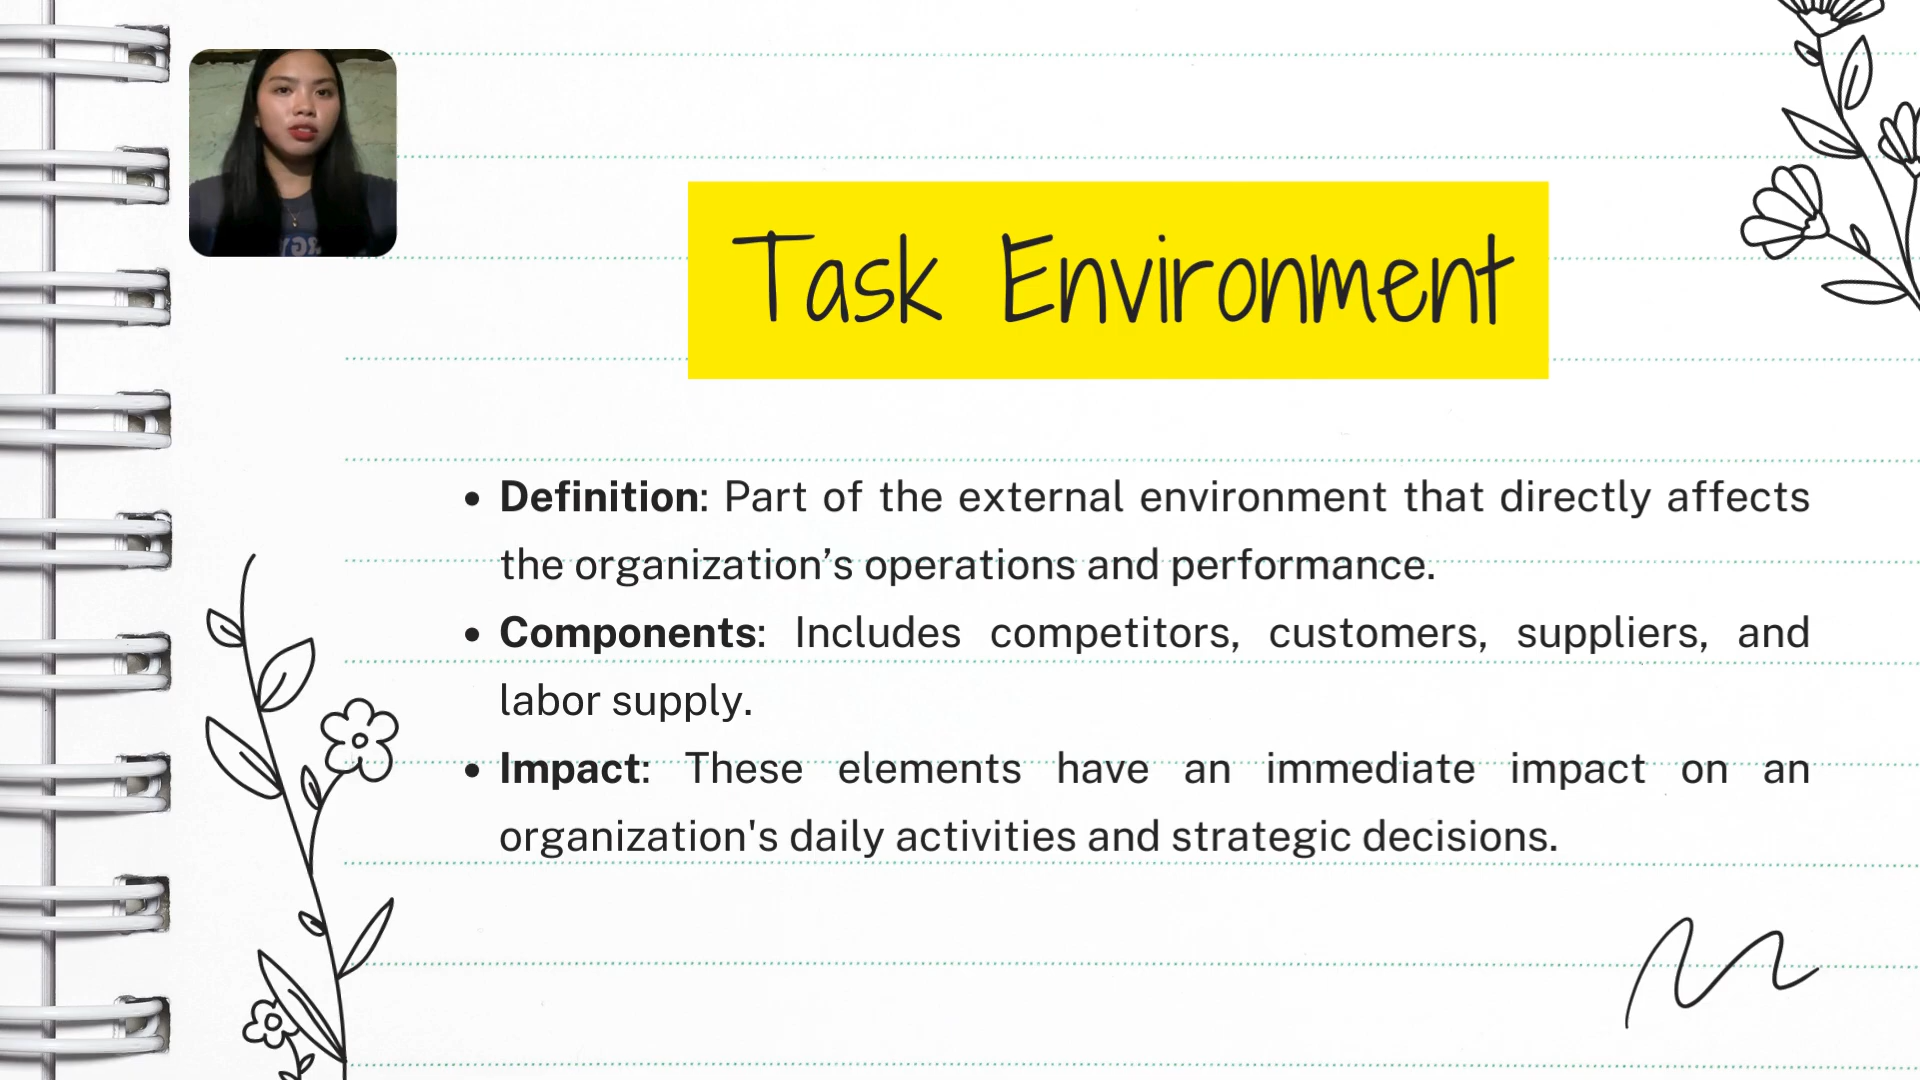 Task Environment
• Definition: Part of the external environment that directly affects
the organization’s operations and performance.
• Components: Includes competitors, customers, suppliers, and
labor supply.
• Impact: These elements have an immediate impact on an
organization's daily activities and strategic decisions.